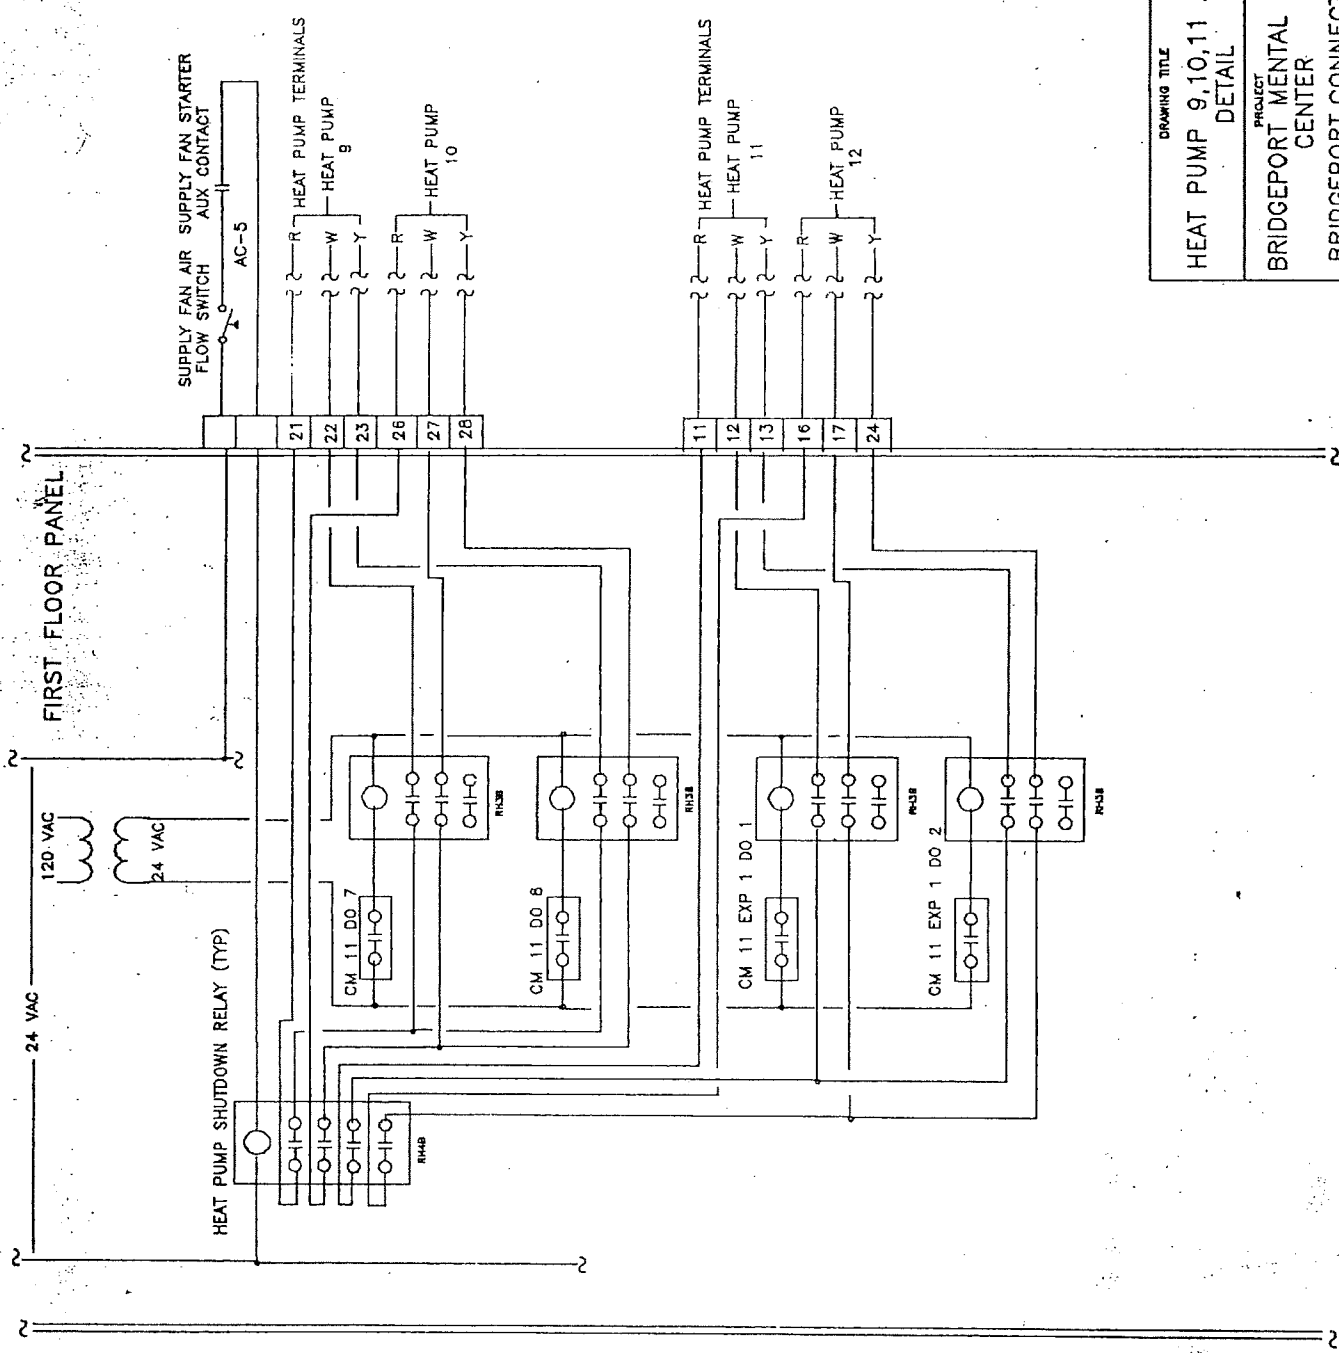 FIRST FLOOR PANEL
24 VAC
120 VAC
24 VAC
HEAT PUMP SHUTDOWN RELAY (TYP)
RH4B
CM 11 DO 7
RH3B
CM 11 DO 8
RH3B
CM 11 EXP 1 DO 1
RH3B
CM 11 EXP 1 DO 2
RH3B
SUPPLY FAN AIR
FLOW SWITCH
SUPPLY FAN STARTER
AUX CONTACT
AC-5
21
22
23
26
27
28
R
W
Y
R
W
Y
HEAT PUMP TERMINALS
HEAT PUMP
9
HEAT PUMP
10
11
12
13
16
17
24
R
W
Y
R
W
Y
HEAT PUMP TERMINALS
HEAT PUMP
11
HEAT PUMP
12
DRAWING TITLE
HEAT PUMP 9,10,11
DETAIL
PROJECT
BRIDGEPORT MENTAL
CENTER
BRIDGEPORT CONNECT